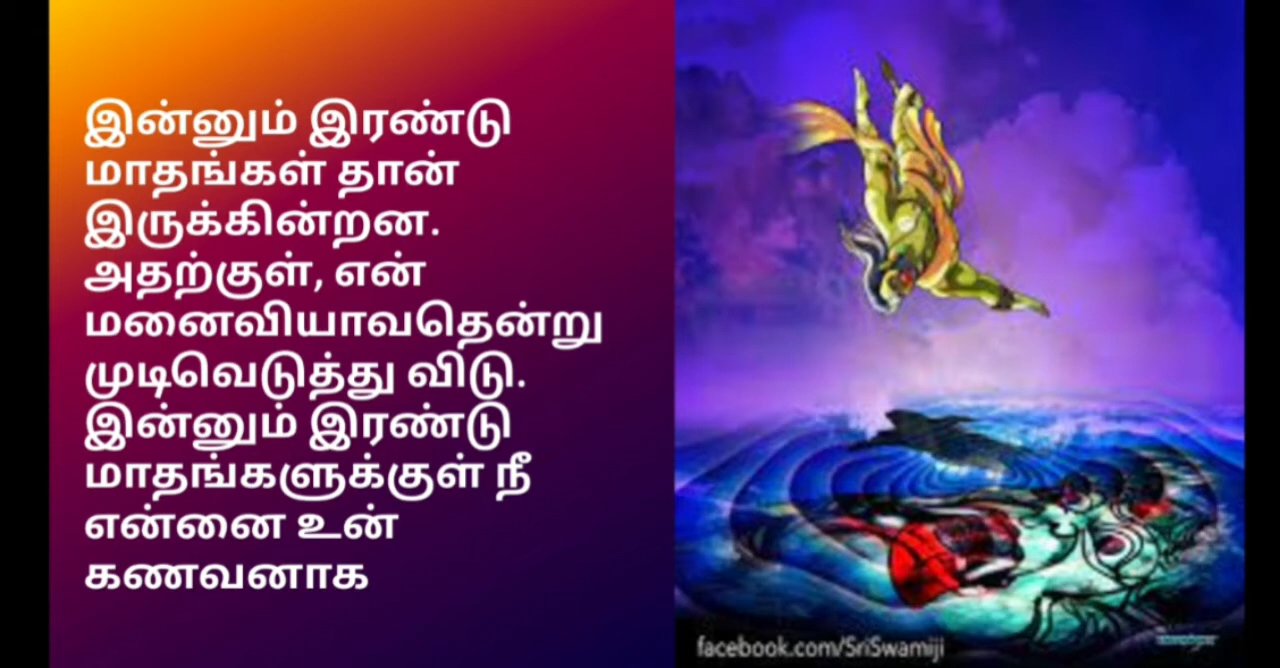 இன்னும் இரண்டு
மாதங்கள் தான்
இருக்கின்றன.
அதற்குள், என்
மனைவியாவதென்று
முடிவெடுத்து விடு.
இன்னும் இரண்டு
மாதங்களுக்குள் நீ
என்னை உன்
கணவனாக
facebook.com/SriSwamiji